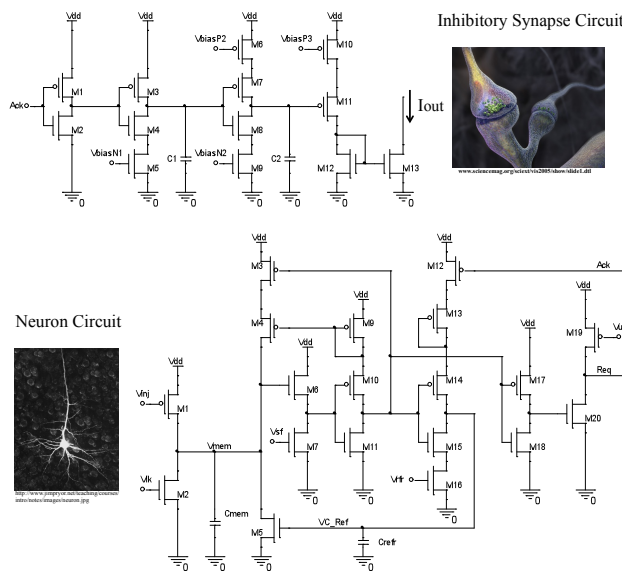 Inhibitory Synapse Circuit
Vdd Vdd Vdd Vdd
VbiasP2 M6 VbiasP3 M10
M1 M3 M7 M11
Ack
M2 M4 M8
Iout
VbiasN1 M5 C1 VbiasN2 M9 C2 M12 M13
0 0 0 0 0 0 0
www.sciencemag.org/sciext/vis2005/show/slide1.dtl
Neuron Circuit
Vdd Vdd
M3 M12 Ack
Vdd Vdd
M4 M9 M13 M19
Vdd Vdd
Vinj M1 M6 M10 M14 M17 Req
Vsf M7 M11 M15 M18 M20
Vmem
Vlk M2 Vrfr M16
0 0 0 0 0
Cmem M5 VC_Ref Crefr
0 0 0 0
http://www.pmpryor.net/teaching/courses/
intro/notes/images/neuron.jpg